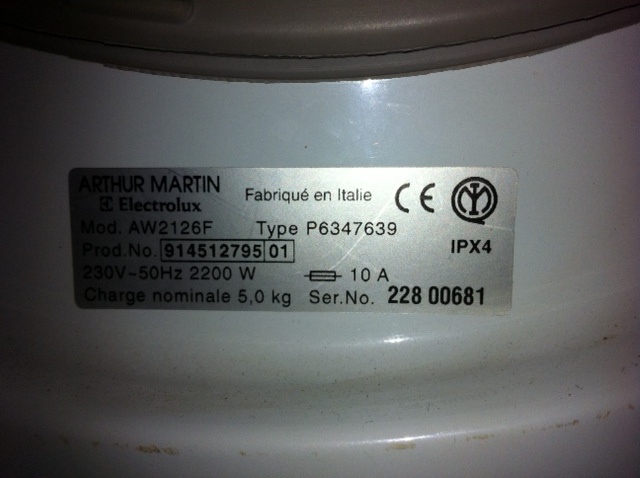 ARTHUR MARTIN
Electrolux
Fabriqué en Italie CE
Mod. AW2126F Type P6347639
Prod.No. 914512795 01 IPX4
230V~50Hz 2200 W 10 A
Charge nominale 5,0 kg Ser.No. 228 00681